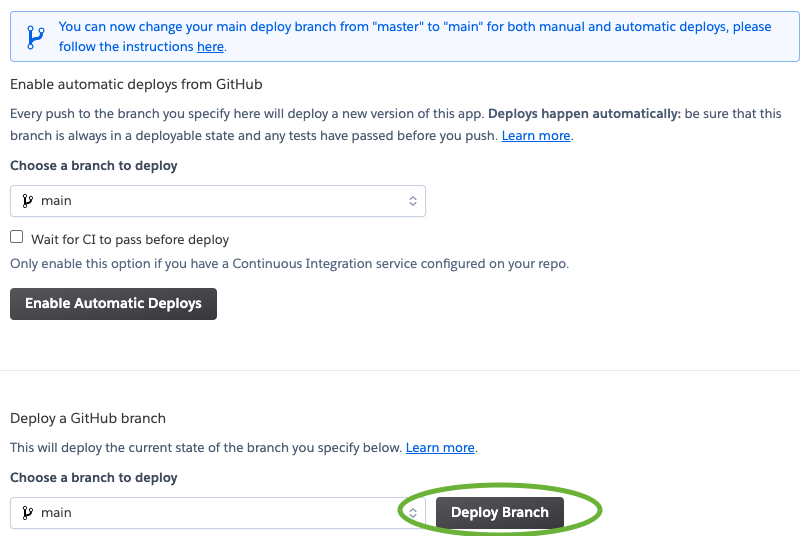 You can now change your main deploy branch from "master" to "main" for both manual and automatic deploys, please
follow the instructions here.
Enable automatic deploys from GitHub
Every push to the branch you specify here will deploy a new version of this app. Deploys happen automatically: be sure that this
branch is always in a deployable state and any tests have passed before you push. Learn more.
Choose a branch to deploy
main
Wait for CI to pass before deploy
Only enable this option if you have a Continuous Integration service configured on your repo.
Enable Automatic Deploys
Deploy a GitHub branch
This will deploy the current state of the branch you specify below. Learn more.
Choose a branch to deploy
main
Deploy Branch